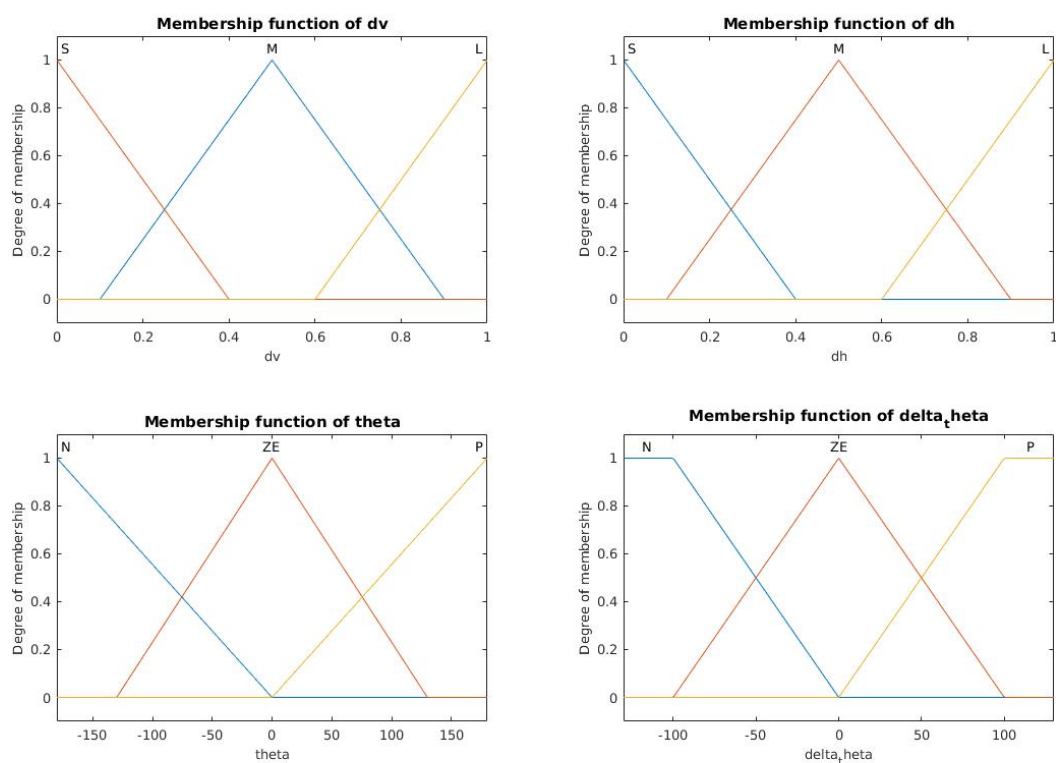 Membership function of dv
S M L
Degree of membership
1
0.8
0.6
0.4
0.2
0
0 0.2 0.4 0.6 0.8 1
dv
Membership function of dh
S M L
Degree of membership
1
0.8
0.6
0.4
0.2
0
0 0.2 0.4 0.6 0.8 1
dh
Membership function of theta
N ZE P
Degree of membership
1
0.8
0.6
0.4
0.2
0
-150 -100 -50 0 50 100 150
theta
Membership function of delta_theta
N ZE P
Degree of membership
1
0.8
0.6
0.4
0.2
0
-100 -50 0 50 100
delta_theta